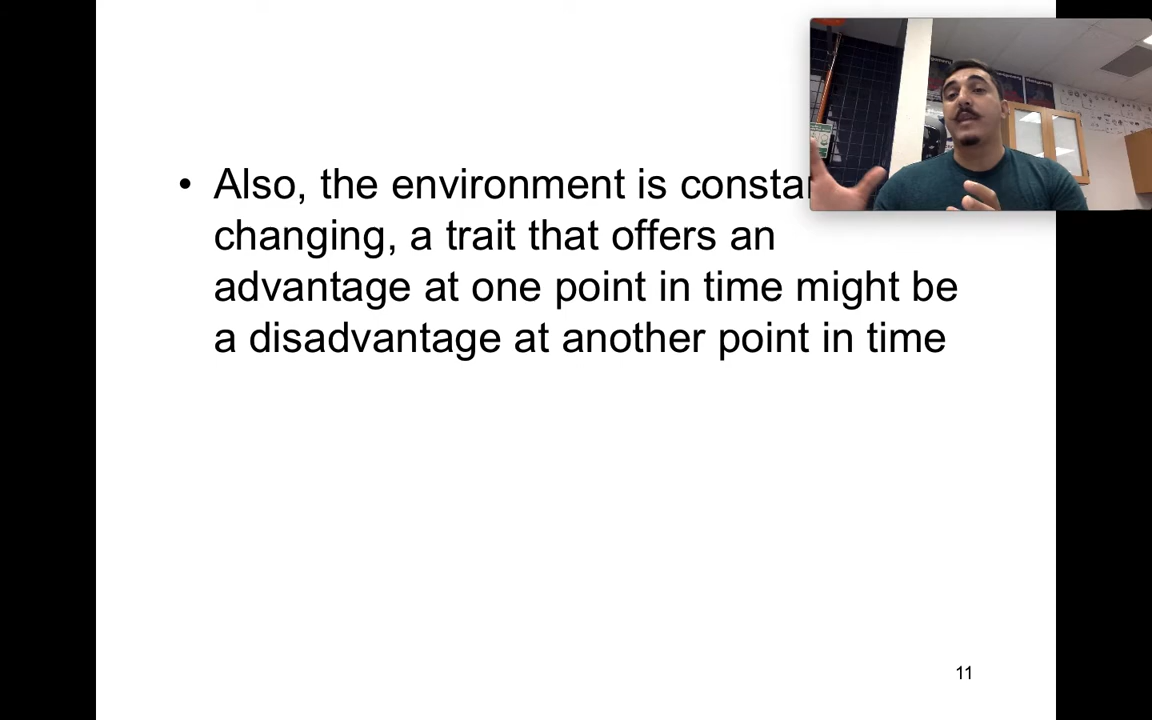 • Also, the environment is
changing, a trait that offers an
advantage at one point in time might be
a disadvantage at another point in time
11